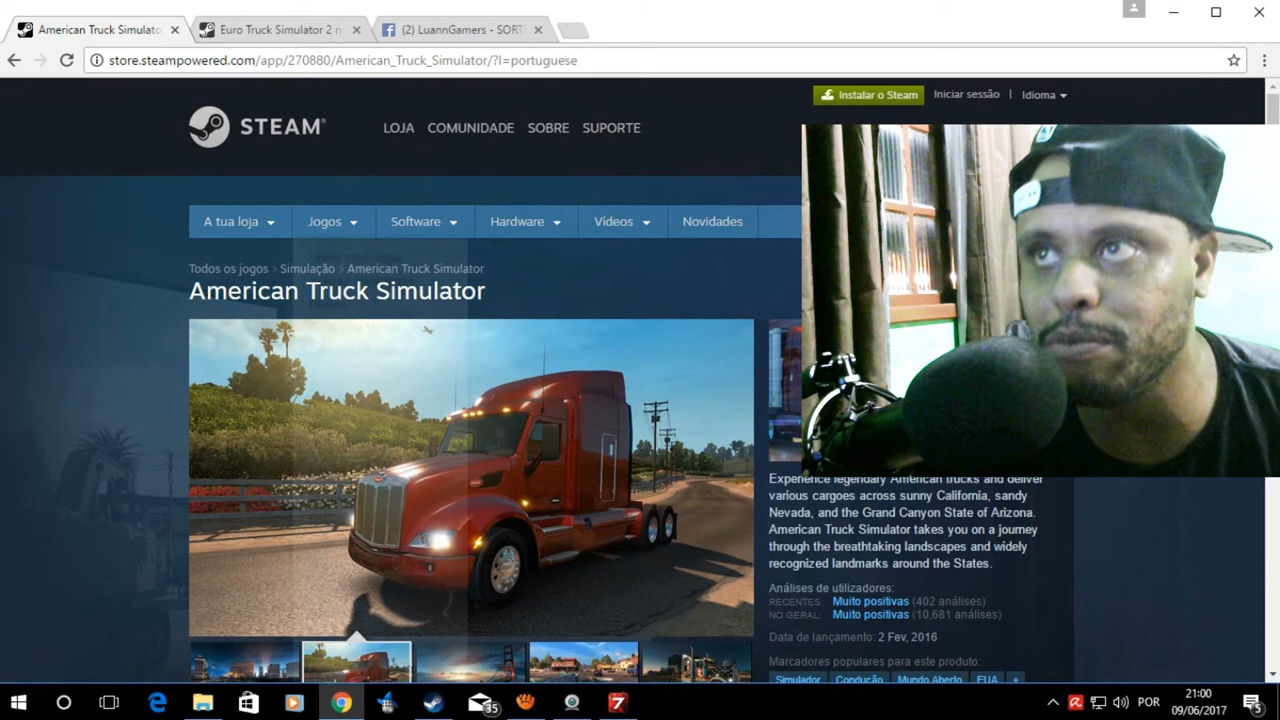 American Truck Simulato
Euro Truck Simulator 2 n
(2) LuannGamers - SORT
store.steampowered.com/app/270880/American_Truck_Simulator/?l=portuguese
Instalar o Steam
Iniciar sessão
Idioma
STEAM®
LOJA
COMUNIDADE
SOBRE
SUPORTE
A tua loja
Jogos
Software
Hardware
Vídeos
Novidades
Todos os jogos > Simulação > American Truck Simulator
American Truck Simulator
Experience legendary American trucks and deliver
various cargoes across sunny California, sandy
Nevada, and the Grand Canyon State of Arizona.
American Truck Simulator takes you on a journey
through the breathtaking landscapes and widely
recognized landmarks around the States.
Análises de utilizadores:
RECENTES: Muito positivas (402 análises)
NO GERAL: Muito positivas (10,681 análises)
Data de lançamento: 2 Fev, 2016
Marcadores populares para este produto:
Simulador
Condução
Mundo Aberto
EUA
+
35
7
POR
21:00
09/06/2017
5